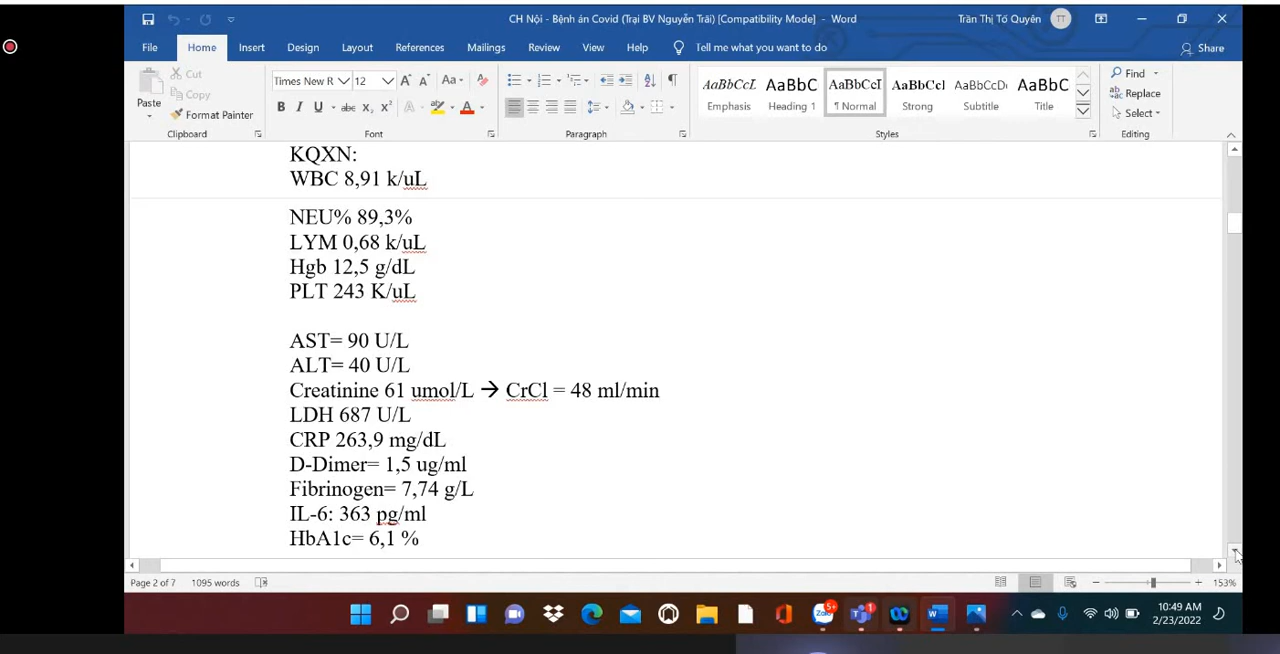 CH Nội - Bệnh án Covid (Trại BV Nguyễn Trãi) [Compatibility Mode] - Word
Trần Thị Tố Quyên TT
File Home Insert Design Layout References Mailings Review View Help Tell me what you want to do Share
Cut
Copy
Paste
Format Painter
Times New R 12
Clipboard Font Paragraph Styles Editing
AaBbCcL AaBbC AaBbCcI AaBbCcl AaBbCcD AaBbC
Emphasis Heading 1 ¶ Normal Strong Subtitle Title
Find
Replace
Select
KQXN:
WBC 8,91 k/uL
NEU% 89,3%
LYM 0,68 k/uL
Hgb 12,5 g/dL
PLT 243 K/uL
AST= 90 U/L
ALT= 40 U/L
Creatinine 61 umol/L → CrCl = 48 ml/min
LDH 687 U/L
CRP 263,9 mg/dL
D-Dimer= 1,5 ug/ml
Fibrinogen= 7,74 g/L
IL-6: 363 pg/ml
HbA1c= 6,1 %
Page 2 of 7 1095 words 153%
10:49 AM
2/23/2022